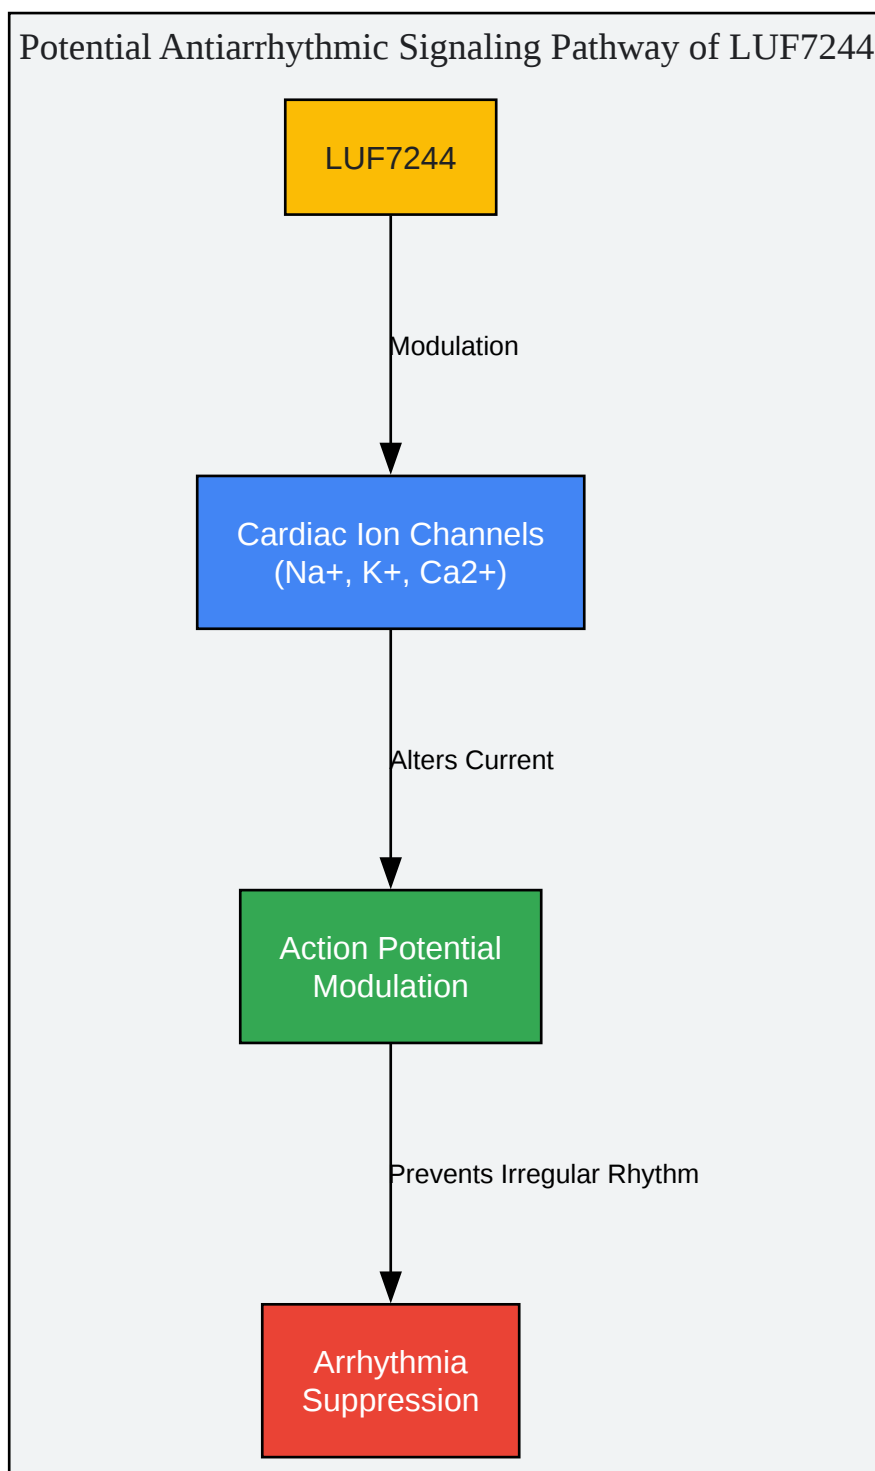 Potential Antiarrhythmic Signaling Pathway of LUF7244
LUF7244
Modulation
Cardiac Ion Channels
(Na+, K+, Ca2+)
Alters Current
Action Potential
Modulation
Prevents Irregular Rhythm
Arrhythmia
Suppression